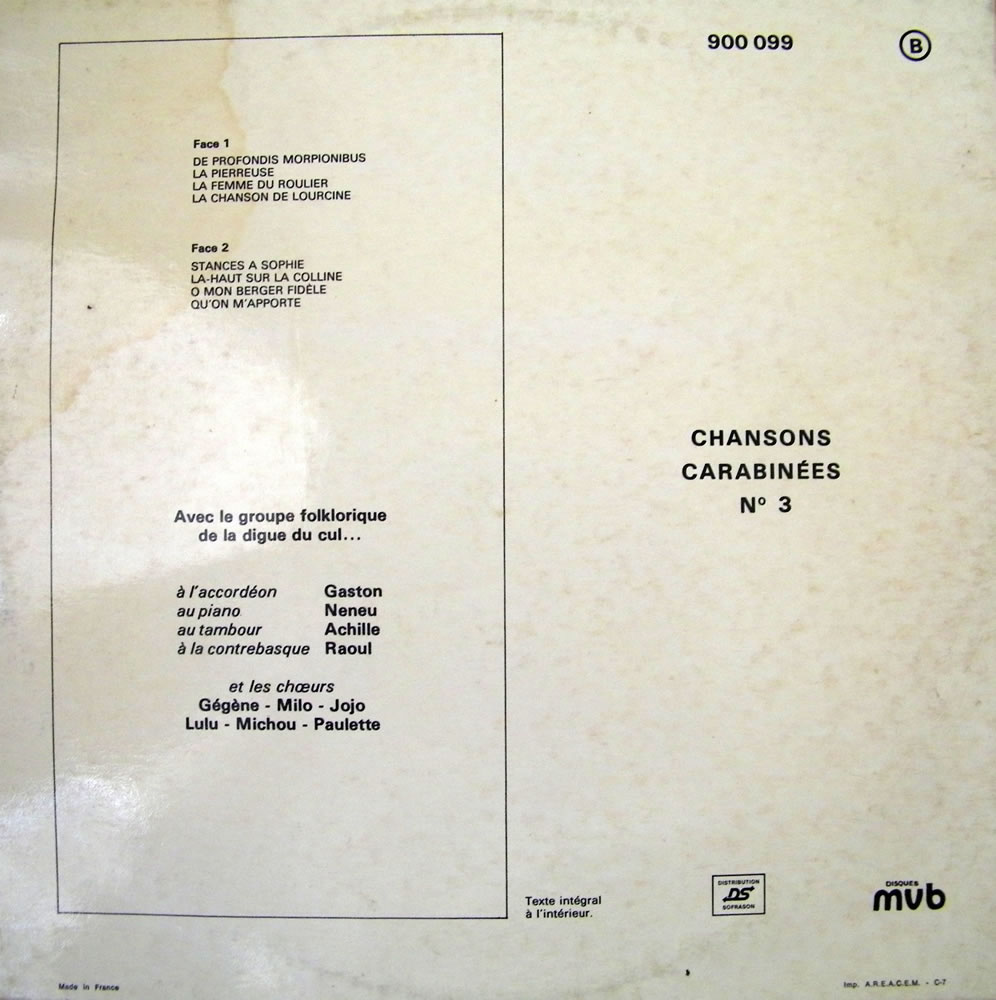 900 099
B
Face 1
DE PROFONDIS MORPIONIBUS
LA PIERREUSE
LA FEMME DU ROULIER
LA CHANSON DE LOURCINE
Face 2
STANCES A SOPHIE
LA-HAUT SUR LA COLLINE
O MON BERGER FIDÈLE
QU'ON M'APPORTE
CHANSONS
CARABINÉES
Nº 3
Avec le groupe folklorique
de la digue du cul...
à l'accordéon Gaston
au piano Neneu
au tambour Achille
à la contrebasque Raoul
et les chœurs
Gégène - Milo - Jojo
Lulu - Michou - Paulette
Texte intégral
à l'intérieur.
DISTRIBUTION
DS
SOFRASON
DISQUES
mvb
Made in France
Imp. A.R.E.A.C.E.M. - C-7